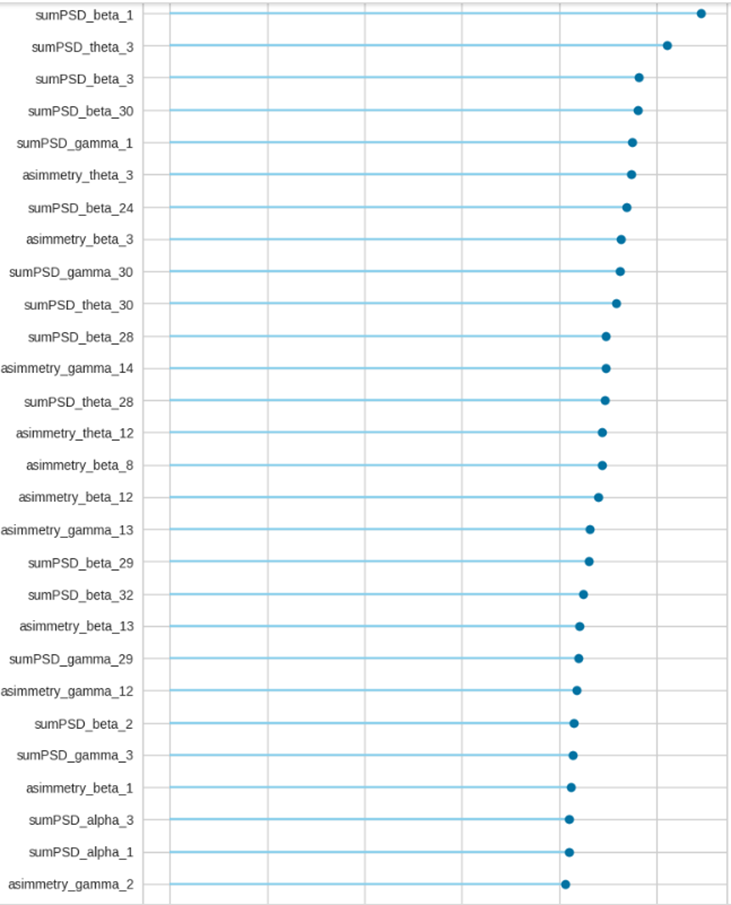 sumPSD_beta_1
sumPSD_theta_3
sumPSD_beta_3
sumPSD_beta_30
sumPSD_gamma_1
asimmetry_theta_3
sumPSD_beta_24
asimmetry_beta_3
sumPSD_gamma_30
sumPSD_theta_30
sumPSD_beta_28
asimmetry_gamma_14
sumPSD_theta_28
asimmetry_theta_12
asimmetry_beta_8
asimmetry_beta_12
asimmetry_gamma_13
sumPSD_beta_29
sumPSD_beta_32
asimmetry_beta_13
sumPSD_gamma_29
asimmetry_gamma_12
sumPSD_beta_2
sumPSD_gamma_3
asimmetry_beta_1
sumPSD_alpha_3
sumPSD_alpha_1
asimmetry_gamma_2